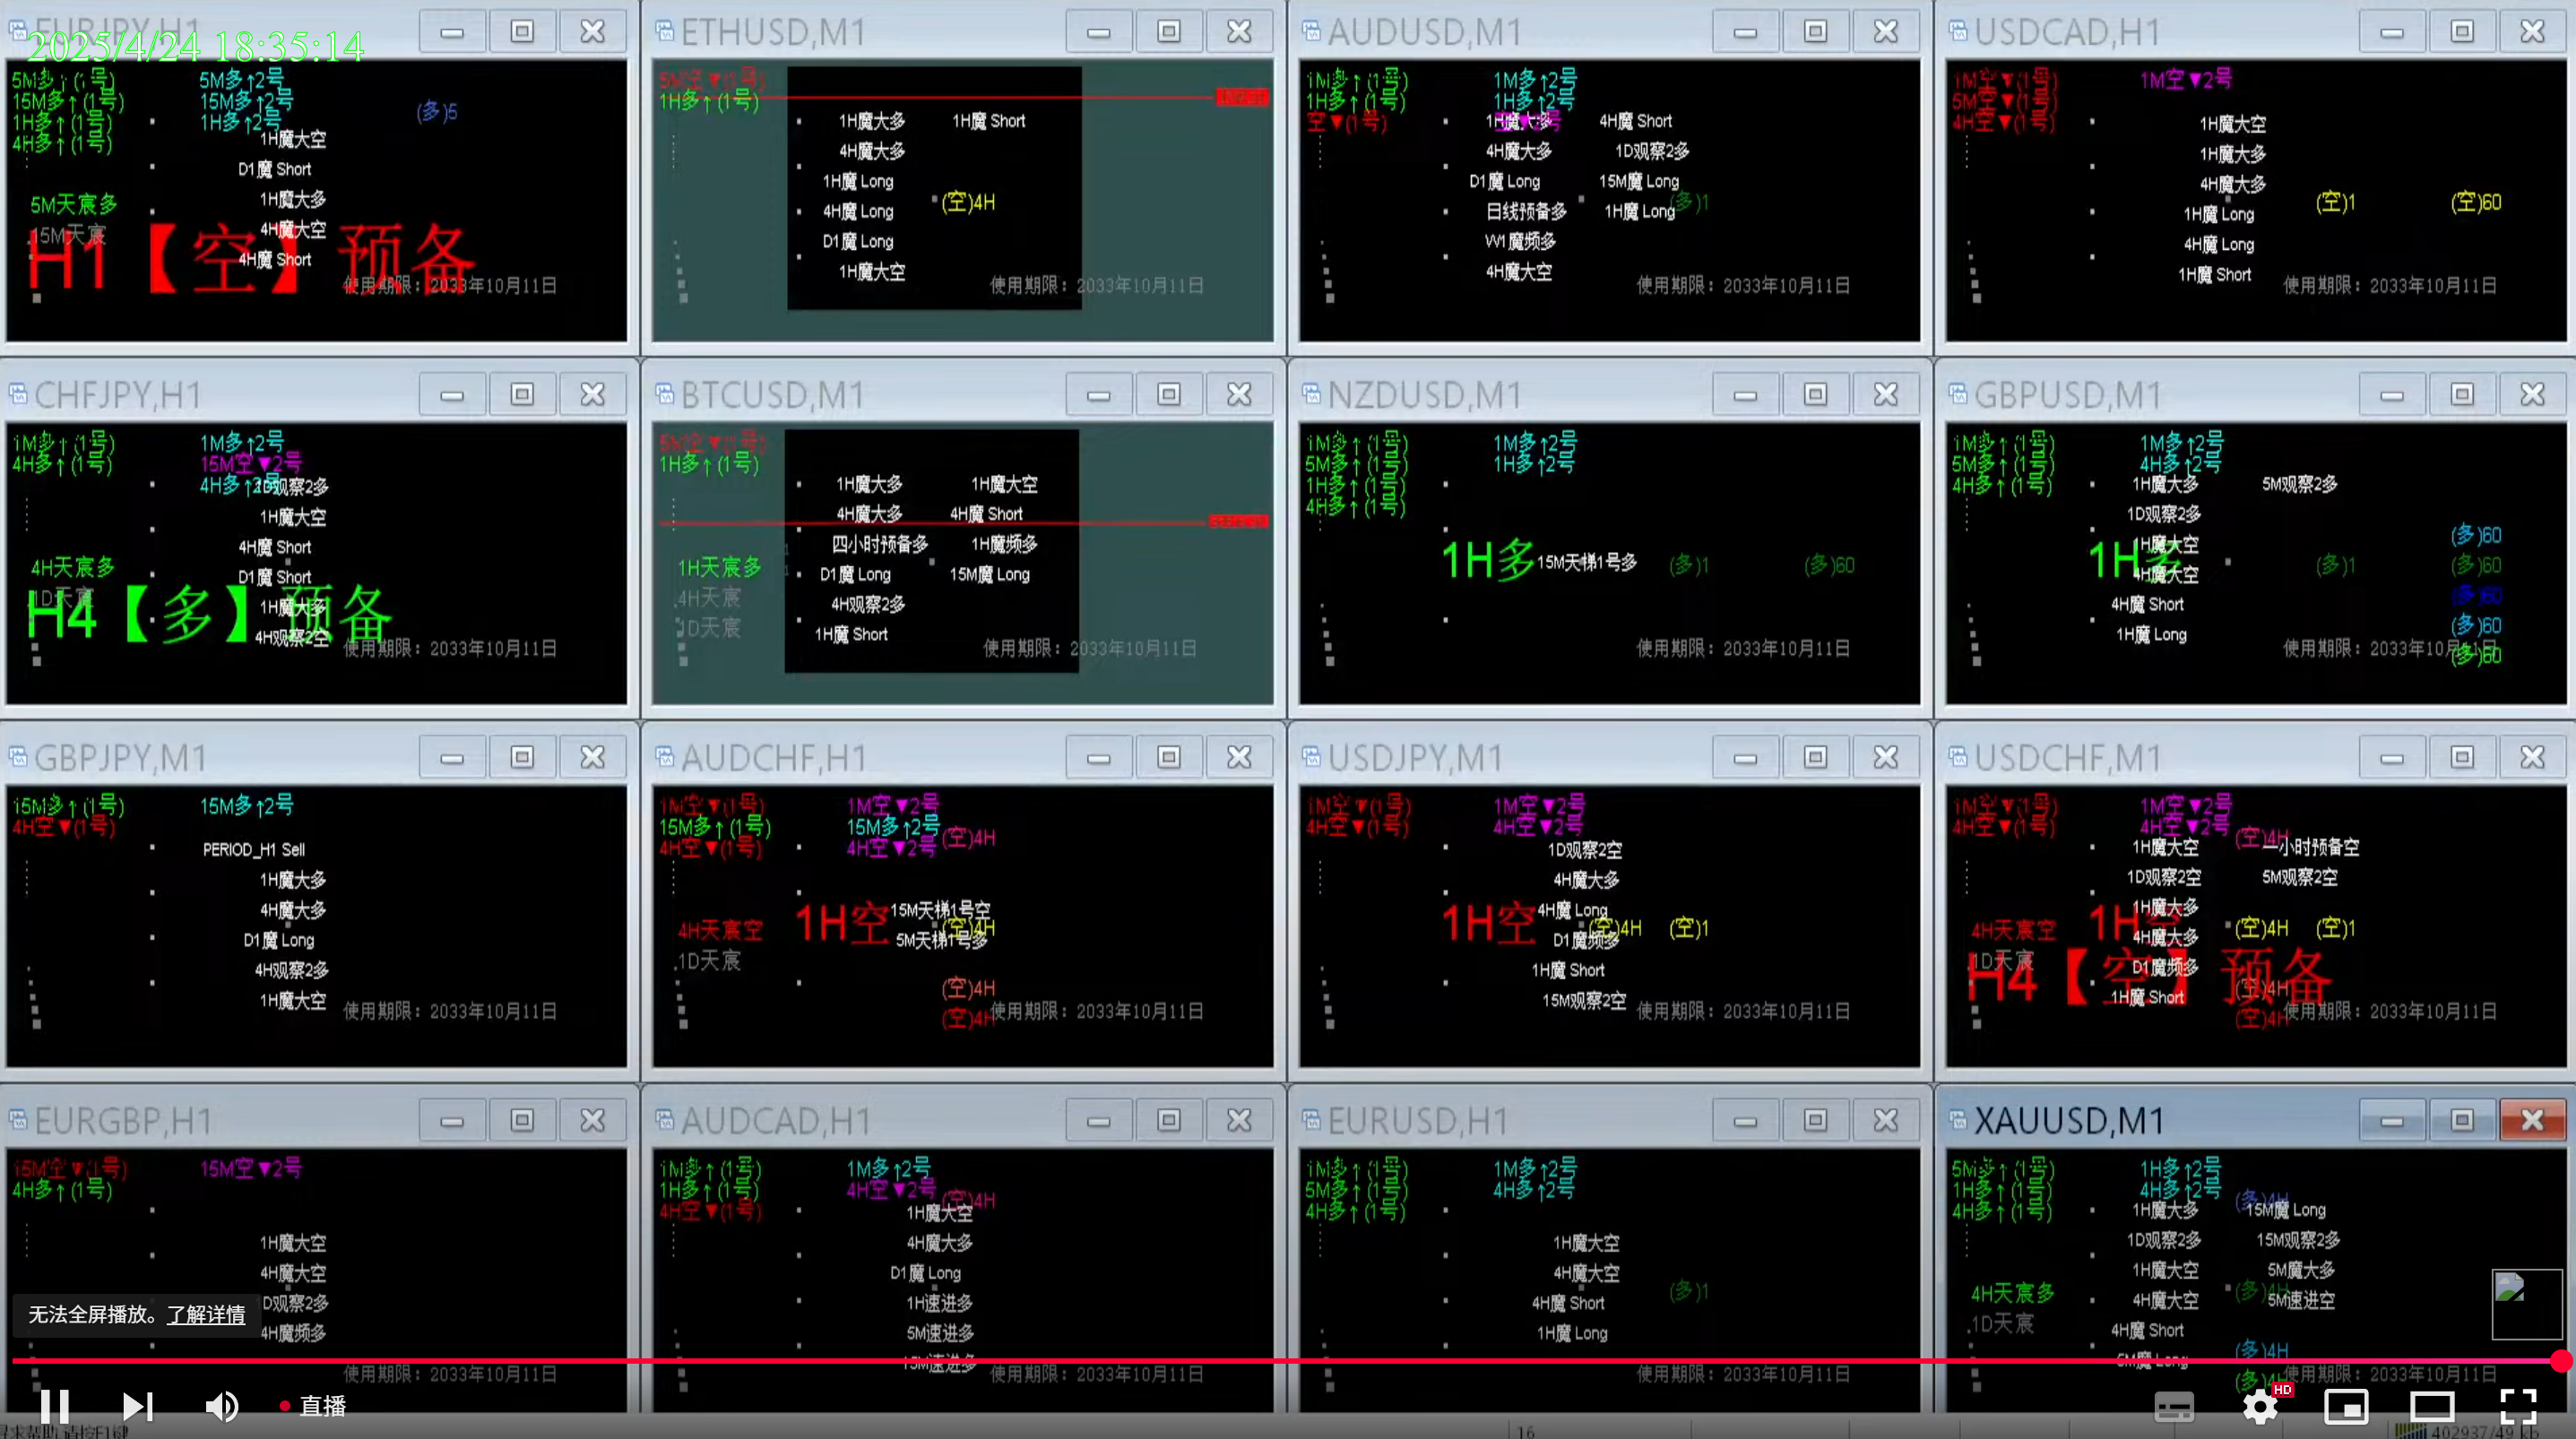 EURJPY,H1
2025/4/24 18:35:14
5M多↑(1号)
15M多↑(1号)
1H多↑(1号)
4H多↑(1号)
5M多↑2号
15M多↑2号
1H多↑2号
(多)5
1H魔大空
D1魔 Short
1H魔大多
4H魔大空
4H魔 Short
5M天宸多
15M天宸
H1【空】预备
使用期限：2033年10月11日
ETHUSD,M1
5M空▼(1号)
1H多↑(1号)
1H魔大多
4H魔大多
1H魔 Long
4H魔 Long
D1魔 Long
1H魔大空
1H魔 Short
(空)4H
使用期限：2033年10月11日
AUDUSD,M1
1M多↑(1号)
1H多↑(1号)
空▼(1号)
1M多↑2号
1H多↑2号
1H魔大多
4H魔大多
D1魔 Long
日线预备多
W1魔频多
4H魔大空
4H魔 Short
1D观察2多
15M魔 Long
1H魔 Long
(多)1
使用期限：2033年10月11日
USDCAD,H1
1M空▼(1号)
5M空▼(1号)
4H空▼(1号)
1M空▼2号
1H魔大空
1H魔大多
4H魔大多
1H魔 Long
4H魔 Long
1H魔 Short
(空)1
(空)60
使用期限：2033年10月11日
CHFJPY,H1
1M多↑(1号)
4H多↑(1号)
1M多↑2号
15M空▼2号
4H多↑2号
1D观察2多
1H魔大空
4H魔 Short
D1魔 Short
1H魔大多
4H观察2空
4H天宸多
1D天宸
H4【多】预备
使用期限：2033年10月11日
BTCUSD,M1
5M空▼(1号)
1H多↑(1号)
1H魔大多
4H魔大多
四小时预备多
D1魔 Long
4H观察2多
1H魔 Short
1H魔大空
4H魔 Short
1H魔频多
15M魔 Long
1H天宸多
4H天宸
1D天宸
使用期限：2033年10月11日
NZDUSD,M1
1M多↑(1号)
5M多↑(1号)
1H多↑(1号)
4H多↑(1号)
1M多↑2号
1H多↑2号
1H多
15M天梯1号多
(多)1
(多)60
使用期限：2033年10月11日
GBPUSD,M1
1M多↑(1号)
5M多↑(1号)
4H多↑(1号)
1M多↑2号
4H多↑2号
1H魔大多
1D观察2多
1H魔大空
4H魔大空
4H魔 Short
1H魔 Long
5M观察2多
1H多
(多)1
(多)60
(多)60
(多)60
(多)60
(多)60
使用期限：2033年10月11日
GBPJPY,M1
15M多↑(1号)
4H空▼(1号)
15M多↑2号
PERIOD_H1 Sell
1H魔大多
4H魔大多
D1魔 Long
4H观察2多
1H魔大空
使用期限：2033年10月11日
AUDCHF,H1
1M空▼(1号)
15M多↑(1号)
4H空▼(1号)
1M空▼2号
15M多↑2号
4H空▼2号
(空)4H
1H空
15M天梯1号空
(空)4H
5M天梯1号多
4H天宸空
1D天宸
(空)4H
(空)4H
使用期限：2033年10月11日
USDJPY,M1
1M空▼(1号)
4H空▼(1号)
1M空▼2号
4H空▼2号
1D观察2空
4H魔大多
4H魔 Long
D1魔频多
1H魔 Short
15M观察2空
1H空
(空)4H
(空)1
使用期限：2033年10月11日
USDCHF,M1
1M空▼(1号)
4H空▼(1号)
1M空▼2号
4H空▼2号
(空)4H
1H魔大空
1D观察2空
1H魔大多
4H魔大多
D1魔频多
1H魔 Short
一小时预备空
5M观察2空
1H空
(空)4H
(空)1
4H天宸空
1D天宸
H4【空】预备
(空)4H
(空)4H
使用期限：2033年10月11日
EURGBP,H1
15M空▼(1号)
4H多↑(1号)
15M空▼2号
1H魔大空
4H魔大空
D观察2多
4H魔频多
使用期限：2033年10月11日
AUDCAD,H1
1M多↑(1号)
1H多↑(1号)
4H空▼(1号)
1M多↑2号
4H空▼2号
(空)4H
1H魔大空
4H魔大多
D1魔 Long
1H速进多
5M速进多
15M速进多
使用期限：2033年10月11日
EURUSD,H1
1M多↑(1号)
5M多↑(1号)
4H多↑(1号)
1M多↑2号
4H多↑2号
1H魔大空
4H魔大空
4H魔 Short
1H魔 Long
(多)1
使用期限：2033年10月11日
XAUUSD,M1
5M多↑(1号)
1H多↑(1号)
4H多↑(1号)
1H多↑2号
4H多↑2号
(多)4H
1H魔大多
1D观察2多
1H魔大空
4H魔大空
4H魔 Short
5M魔 Long
15M魔 Long
15M观察2多
5M魔大多
5M速进空
(多)4H
4H天宸多
1D天宸
(多)4H
(多)4H
使用期限：2033年10月11日
无法全屏播放。了解详情
直播
HD
16
402937/49 kb